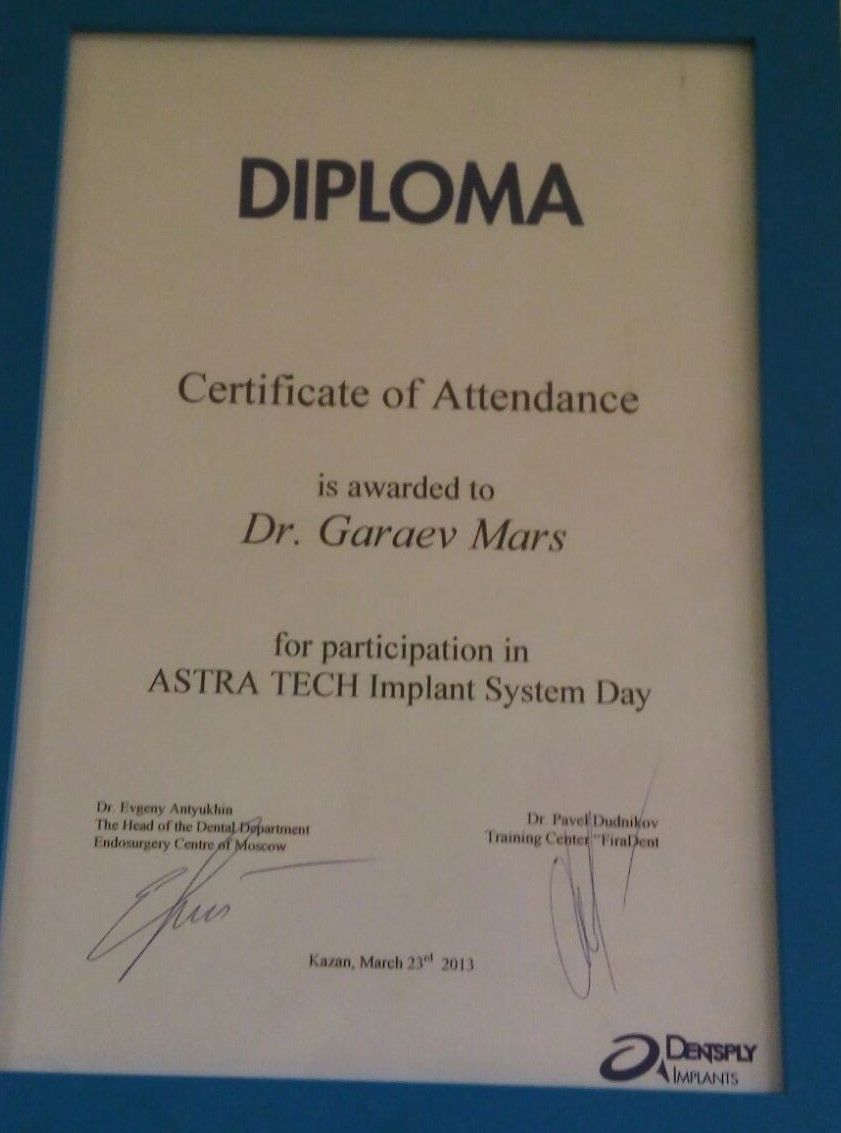 DIPLOMA
Certificate of Attendance
is awarded to
Dr. Garaev Mars
for participation in
ASTRA TECH Implant System Day
Dr. Evgeny Antyukhin
The Head of the Dental Department
Endosurgery Centre of Moscow
Dr. Pavel Dudnikov
Training Center "FiraDent
Kazan, March 23rd 2013
DENTSPLY
IMPLANTS